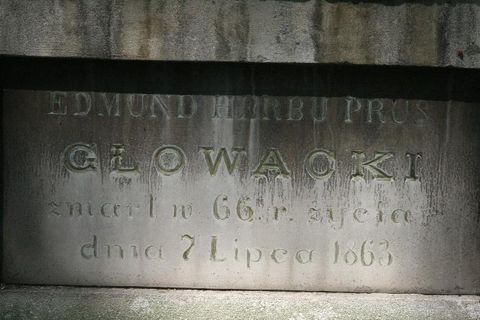 EDMUND HERBU PRUS
GŁOWACKI
zmarł w 66. r. życia
dnia 7 Lipca 1863